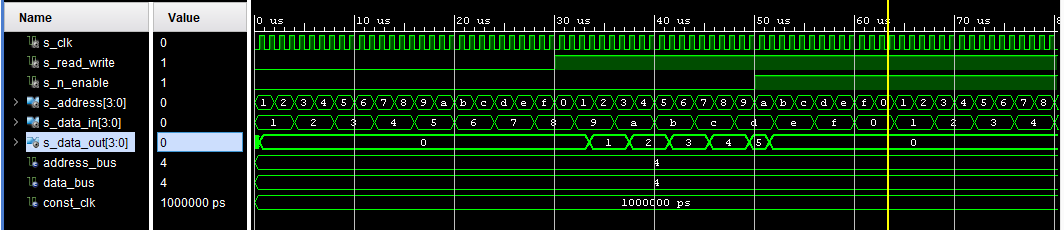 Name Value 0 us 10 us 20 us 30 us 40 us 50 us 60 us 70 us
s_clk 0
s_read_write 1
s_n_enable 1
s_address[3:0] 0 1 2 3 4 5 6 7 8 9 a b c d e f 0 1 2 3 4 5 6 7 8 9 a b c d e f 0 1 2 3 4 5 6 7 8
s_data_in[3:0] 0 1 2 3 4 5 6 7 8 9 a b c d e f 0 1 2 3 4
s_data_out[3:0] 0 0 1 2 3 4 5 0
address_bus 4 4
data_bus 4 4
const_clk 1000000 ps 1000000 ps